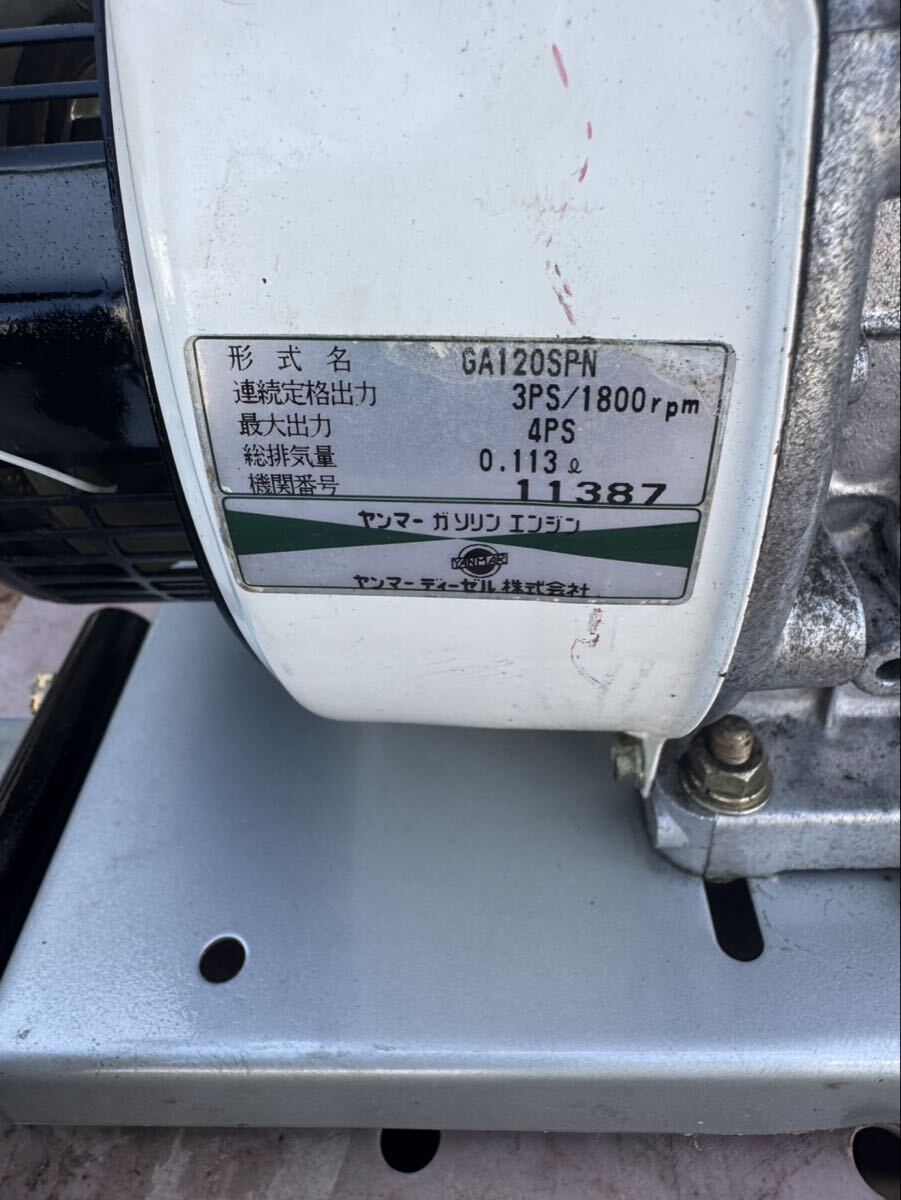 形式名 GA120SPN
連続定格出力 3PS/1800rpm
最大出力 4PS
総排気量 0.113ℓ
機関番号 11387
ヤンマー ガソリン エンジン
YANMAR
ヤンマー ディーゼル 株式会社